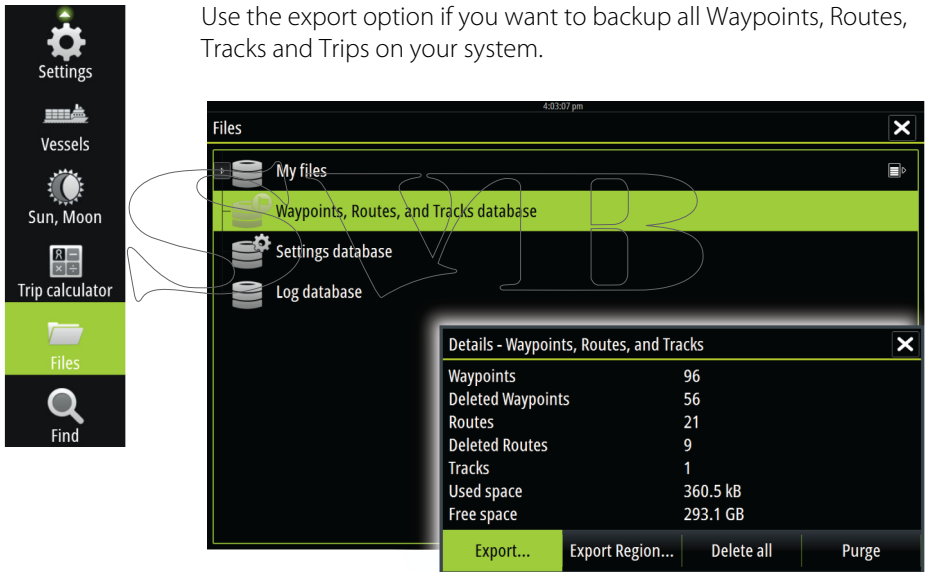 Use the export option if you want to backup all Waypoints, Routes,
Tracks and Trips on your system.
Settings
Vessels
Sun, Moon
Trip calculator
Files
Find
4:03:07 pm
Files
My files
Waypoints, Routes, and Tracks database
Settings database
Log database
SVB
Details - Waypoints, Routes, and Tracks
Waypoints 96
Deleted Waypoints 56
Routes 21
Deleted Routes 9
Tracks 1
Used space 360.5 kB
Free space 293.1 GB
Export... Export Region... Delete all Purge